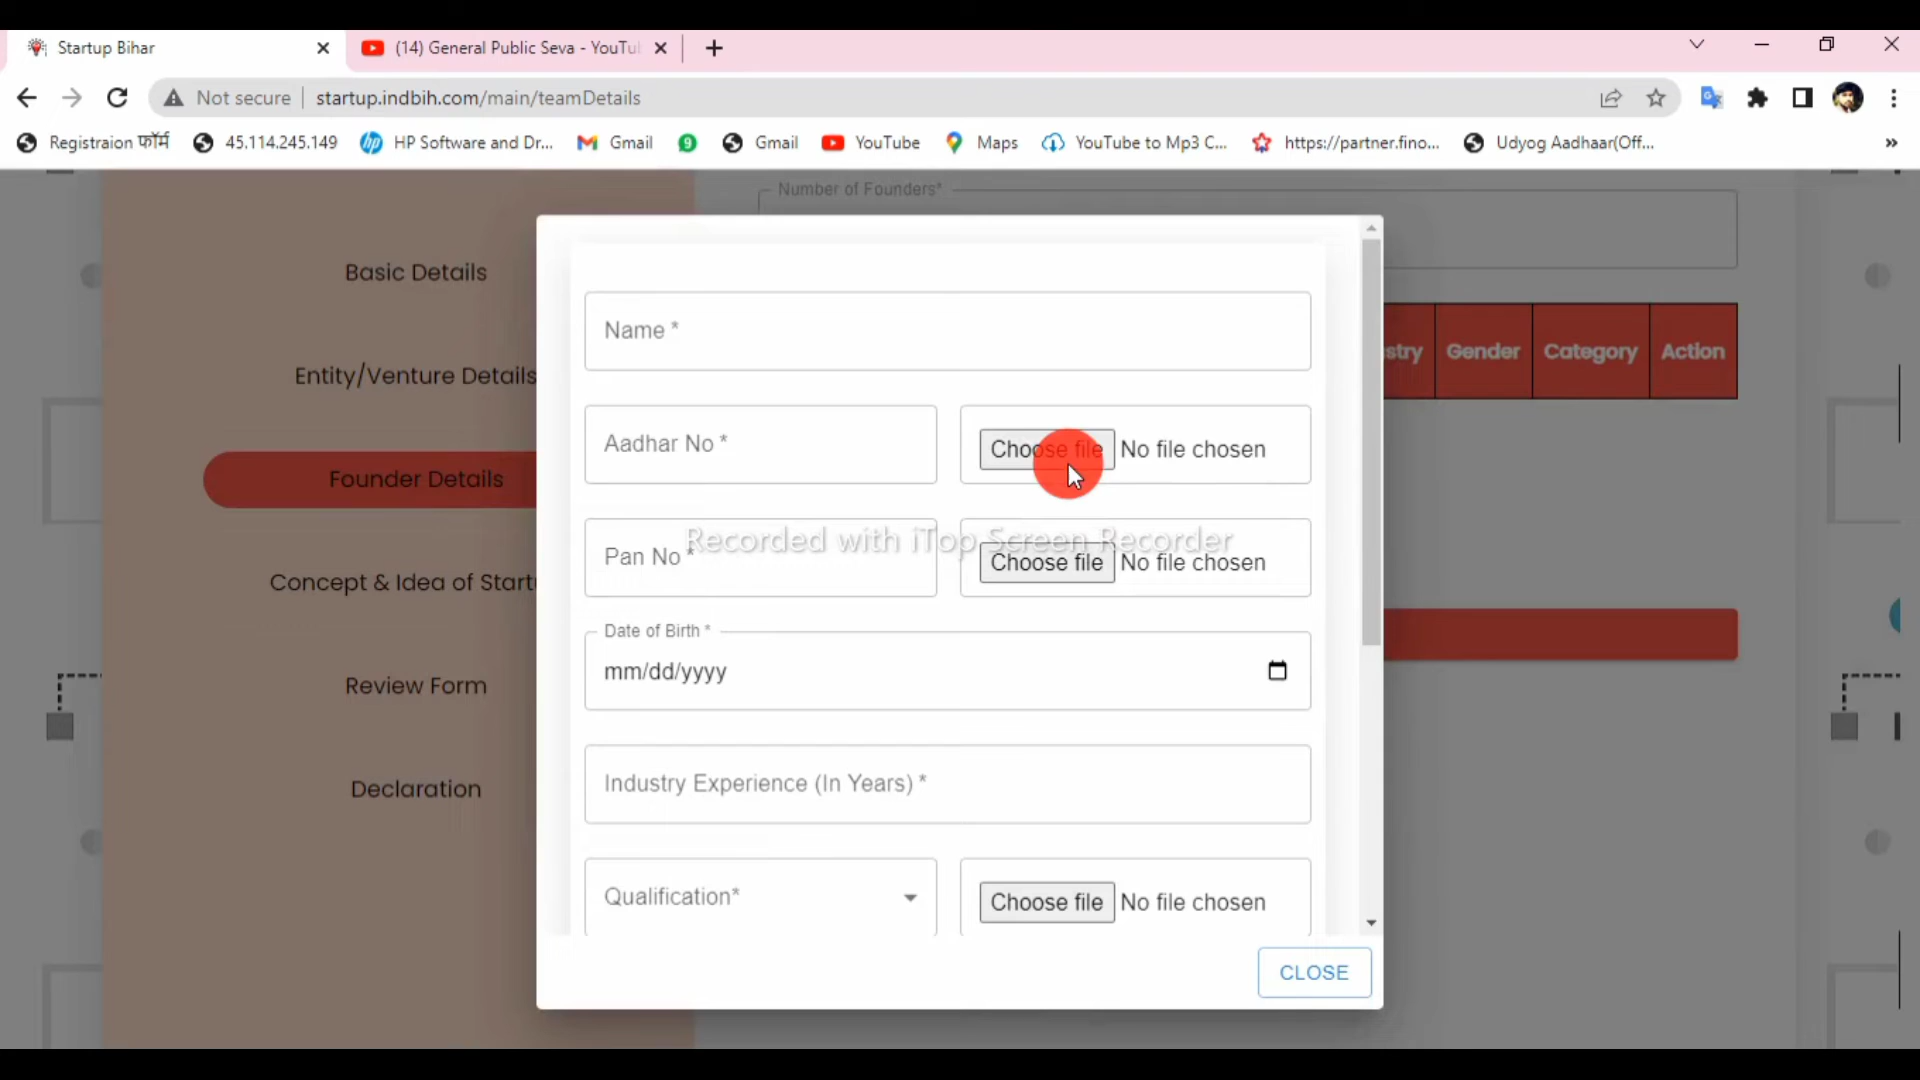 Startup Bihar
(14) General Public Seva - YouTu
Not secure
startup.indbih.com/main/teamDetails
Registraion फॉर्म
45.114.245.149
HP Software and Dr...
Gmail
9
Gmail
YouTube
Maps
YouTube to Mp3 C...
https://partner.fino...
Udyog Aadhaar(Off...
»
Number of Founders*
stry
Gender
Category
Action
Basic Details
Entity/Venture Details
Founder Details
Concept & Idea of Startu
Review Form
Declaration
Name *
Aadhar No *
Choose file No file chosen
Recorded with iTop Screen Recorder
Pan No *
Choose file No file chosen
Date of Birth *
mm/dd/yyyy
Industry Experience (In Years) *
Qualification*
Choose file No file chosen
CLOSE